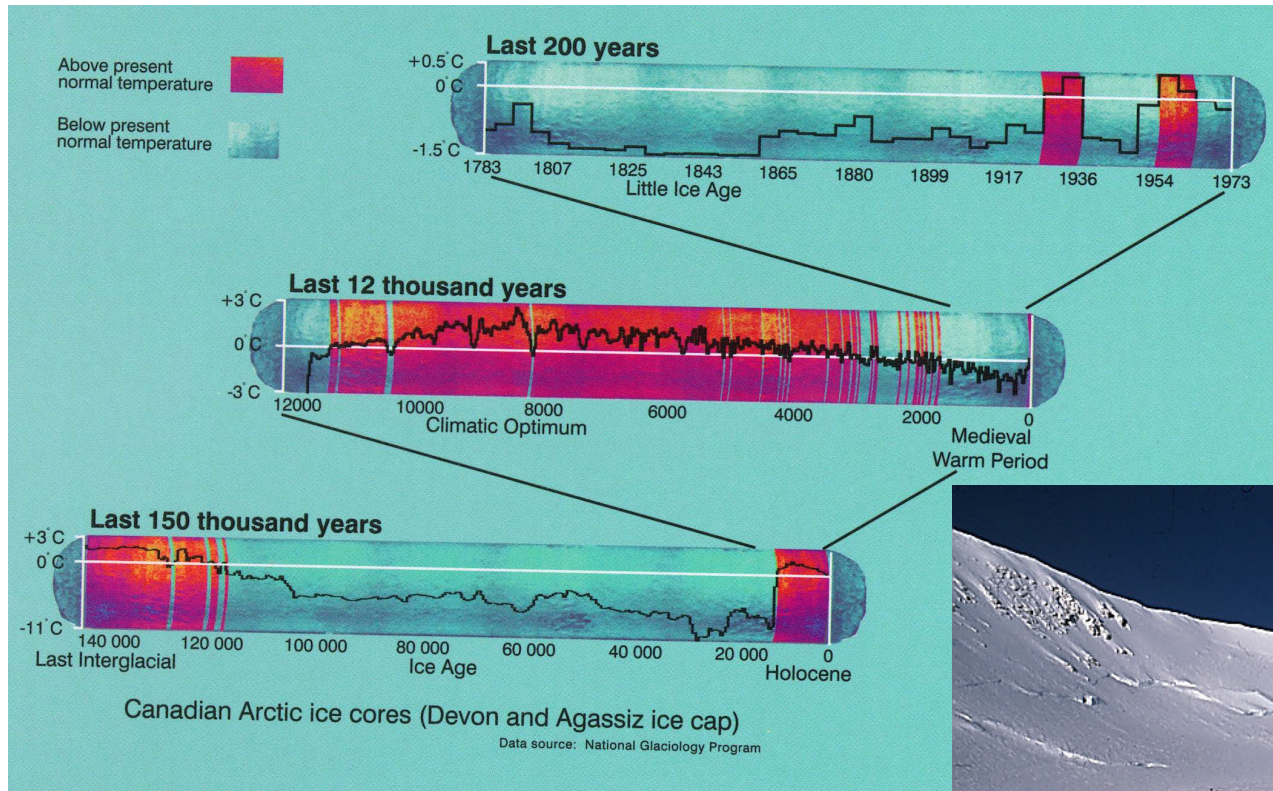 Above present
normal temperature
Below present
normal temperature
Last 200 years
+0.5°C
0°C
-1.5°C
1783 1807 1825 1843 1865 1880 1899 1917 1936 1954 1973
Little Ice Age
Last 12 thousand years
+3°C
0°C
-3°C
12000 10000 8000 6000 4000 2000 0
Climatic Optimum
Medieval
Warm Period
Last 150 thousand years
+3°C
0°C
-11°C
140 000 120 000 100 000 80 000 60 000 40 000 20 000 0
Last Interglacial Ice Age Holocene
Canadian Arctic ice cores (Devon and Agassiz ice cap)
Data source: National Glaciology Program